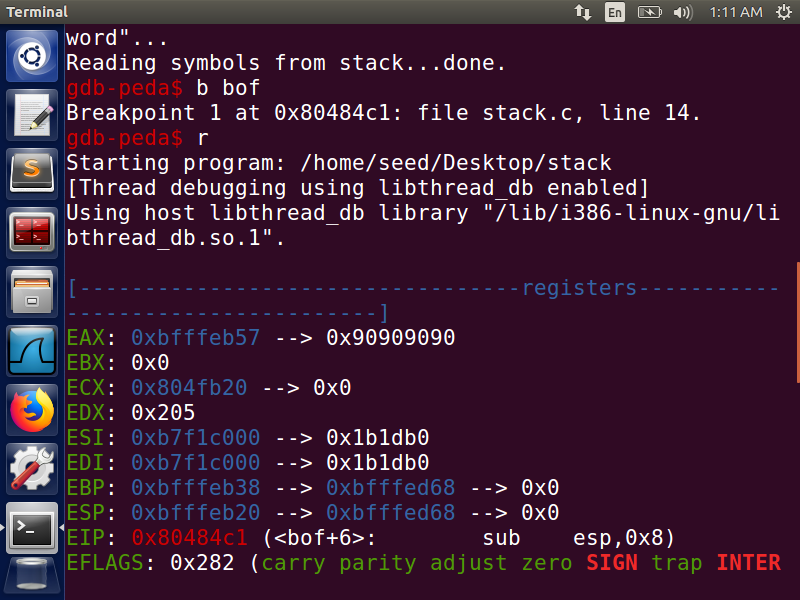 Terminal
En
1:11 AM
word"...
Reading symbols from stack...done.
gdb-peda$ b bof
Breakpoint 1 at 0x80484c1: file stack.c, line 14.
gdb-peda$ r
Starting program: /home/seed/Desktop/stack
[Thread debugging using libthread_db enabled]
Using host libthread_db library "/lib/i386-linux-gnu/li
bthread_db.so.1".
[----------------------------------registers-----------
------------------------]
EAX: 0xbfffeb57 --> 0x90909090
EBX: 0x0
ECX: 0x804fb20 --> 0x0
EDX: 0x205
ESI: 0xb7f1c000 --> 0x1b1db0
EDI: 0xb7f1c000 --> 0x1b1db0
EBP: 0xbfffeb38 --> 0xbfffed68 --> 0x0
ESP: 0xbfffeb20 --> 0xbfffed68 --> 0x0
EIP: 0x80484c1 (<bof+6>:        sub    esp,0x8)
EFLAGS: 0x282 (carry parity adjust zero SIGN trap INTER